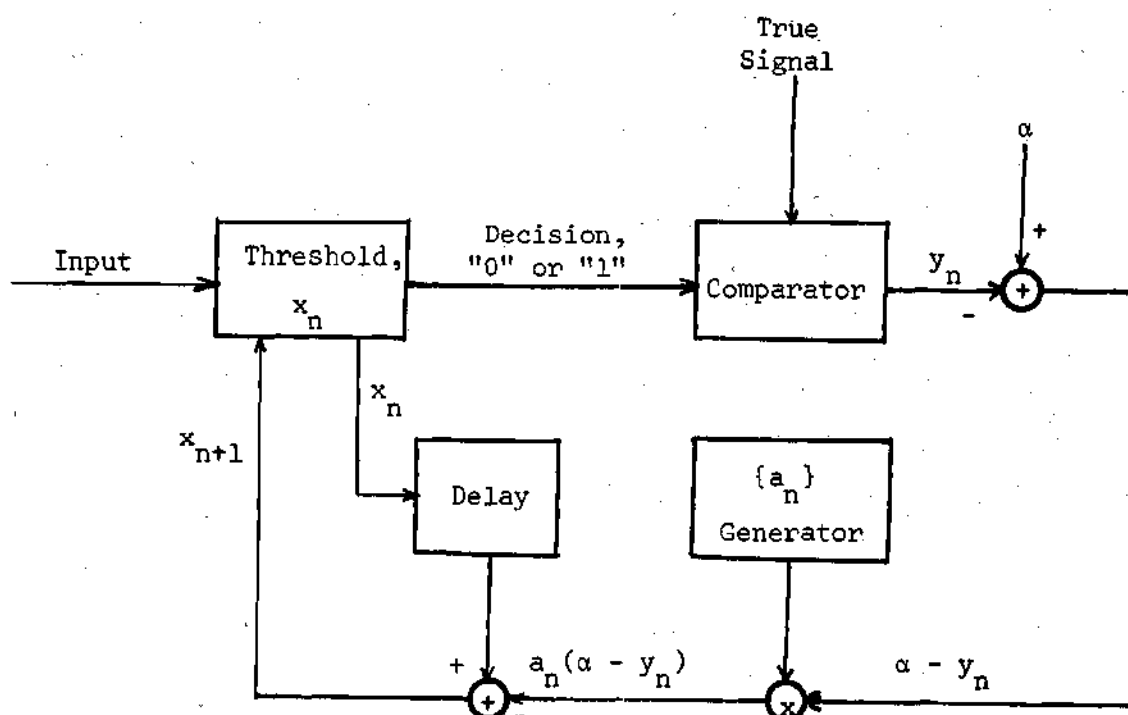 True
Signal
α
+
Input
Threshold,
x_n
Decision,
"0" or "1"
Comparator
y_n
+
-
x_n
x_{n+1}
Delay
{a_n}
Generator
+
a_n(α - y_n)
α - y_n
+
x